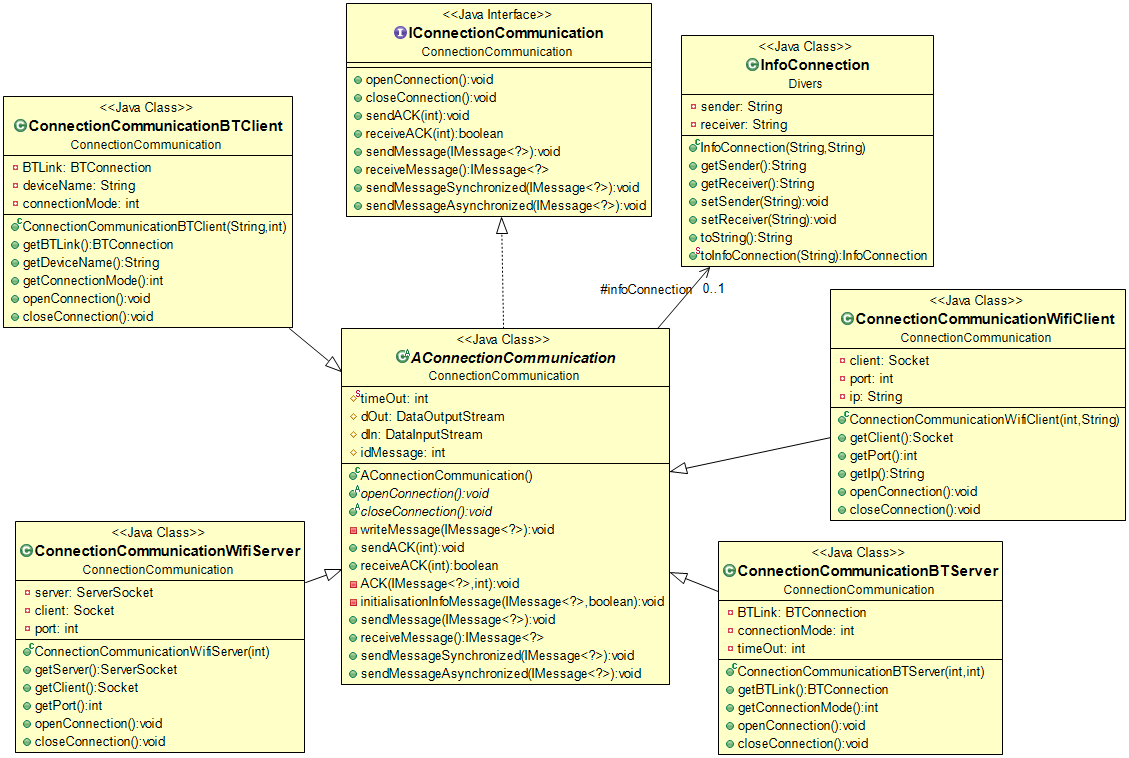 <<Java Interface>>
IConnectionCommunication
ConnectionCommunication
openConnection():void
closeConnection():void
sendACK(int):void
receiveACK(int):boolean
sendMessage(IMessage<?>):void
receiveMessage():IMessage<?>
sendMessageSynchronized(IMessage<?>):void
sendMessageAsynchronized(IMessage<?>):void
<<Java Class>>
InfoConnection
Divers
sender: String
receiver: String
InfoConnection(String,String)
getSender():String
getReceiver():String
setSender(String):void
setReceiver(String):void
toString():String
toInfoConnection(String):InfoConnection
<<Java Class>>
ConnectionCommunicationBTClient
ConnectionCommunication
BTLink: BTConnection
deviceName: String
connectionMode: int
ConnectionCommunicationBTClient(String,int)
getBTLink():BTConnection
getDeviceName():String
getConnectionMode():int
openConnection():void
closeConnection():void
#infoConnection 0..1
<<Java Class>>
ConnectionCommunicationWifiClient
ConnectionCommunication
client: Socket
port: int
ip: String
ConnectionCommunicationWifiClient(int,String)
getClient():Socket
getPort():int
getIp():String
openConnection():void
closeConnection():void
<<Java Class>>
AConnectionCommunication
ConnectionCommunication
timeOut: int
dOut: DataOutputStream
dIn: DataInputStream
idMessage: int
AConnectionCommunication()
openConnection():void
closeConnection():void
writeMessage(IMessage<?>):void
sendACK(int):void
receiveACK(int):boolean
ACK(IMessage<?>,int):void
initialisationInfoMessage(IMessage<?>,boolean):void
sendMessage(IMessage<?>):void
receiveMessage():IMessage<?>
sendMessageSynchronized(IMessage<?>):void
sendMessageAsynchronized(IMessage<?>):void
<<Java Class>>
ConnectionCommunicationWifiServer
ConnectionCommunication
server: ServerSocket
client: Socket
port: int
ConnectionCommunicationWifiServer(int)
getServer():ServerSocket
getClient():Socket
getPort():int
openConnection():void
closeConnection():void
<<Java Class>>
ConnectionCommunicationBTServer
ConnectionCommunication
BTLink: BTConnection
connectionMode: int
timeOut: int
ConnectionCommunicationBTServer(int,int)
getBTLink():BTConnection
getConnectionMode():int
openConnection():void
closeConnection():void